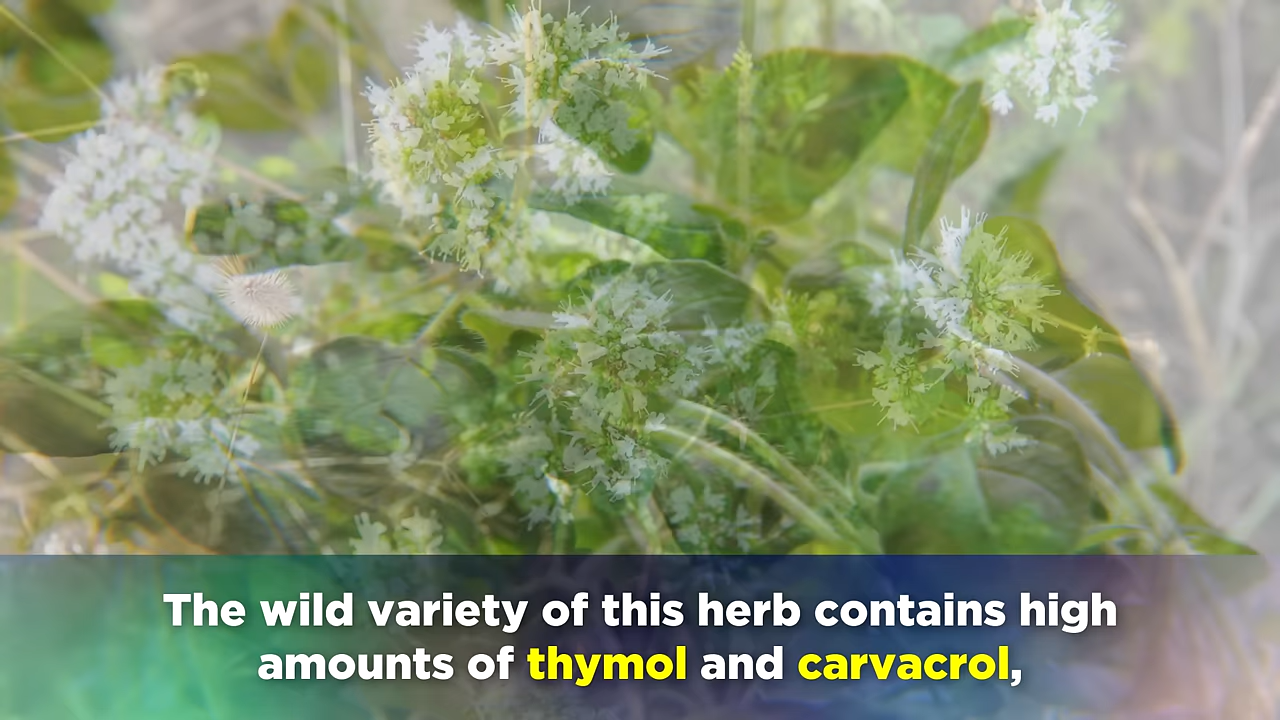 The wild variety of this herb contains high
amounts of thymol and carvacrol,